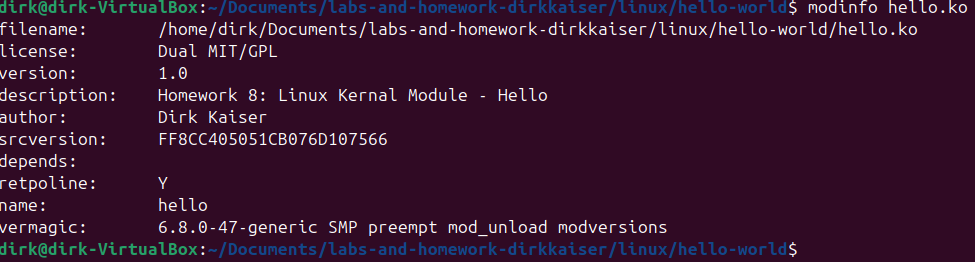 dirk@dirk-VirtualBox:~/Documents/labs-and-homework-dirkkaiser/linux/hello-world$ modinfo hello.ko
filename:       /home/dirk/Documents/labs-and-homework-dirkkaiser/linux/hello-world/hello.ko
license:        Dual MIT/GPL
version:        1.0
description:    Homework 8: Linux Kernal Module - Hello
author:         Dirk Kaiser
srcversion:     FF8CC405051CB076D107566
depends:
retpoline:      Y
name:           hello
vermagic:       6.8.0-47-generic SMP preempt mod_unload modversions
dirk@dirk-VirtualBox:~/Documents/labs-and-homework-dirkkaiser/linux/hello-world$